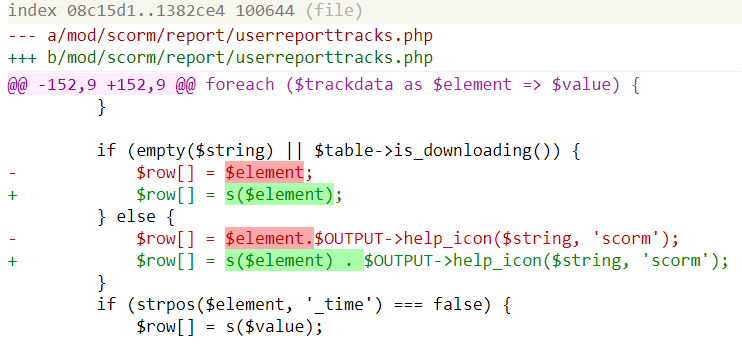 index 08c15d1..1382ce4 100644 (file)
--- a/mod/scorm/report/userreporttracks.php
+++ b/mod/scorm/report/userreporttracks.php
@@ -152,9 +152,9 @@ foreach ($trackdata as $element => $value) {
         }

         if (empty($string) || $table->is_downloading()) {
-            $row[] = $element;
+            $row[] = s($element);
         } else {
-            $row[] = $element.$OUTPUT->help_icon($string, 'scorm');
+            $row[] = s($element) . $OUTPUT->help_icon($string, 'scorm');
         }
         if (strpos($element, '_time') === false) {
             $row[] = s($value);